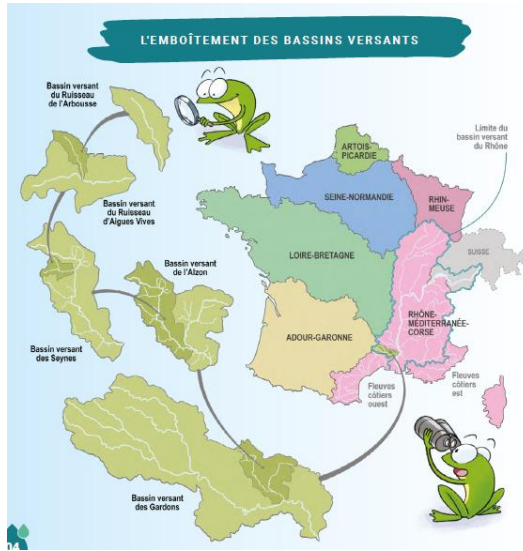 L'EMBOÎTEMENT DES BASSINS VERSANTS
Bassin versant
du Ruisseau
de l'Arbousse
Bassin versant
du Ruisseau
d'Aigues Vives
Bassin versant
de l'Alzon
Bassin versant
des Seynes
Bassin versant
des Gardons
ARTOIS-
PICARDIE
SEINE-NORMANDIE
RHIN-
MEUSE
Limite du
bassin versant
du Rhône
LOIRE-BRETAGNE
SUISSE
ADOUR-GARONNE
RHÔNE-
MÉDITERRANÉE-
CORSE
Fleuves
côtiers
ouest
Fleuves
côtiers
est
04